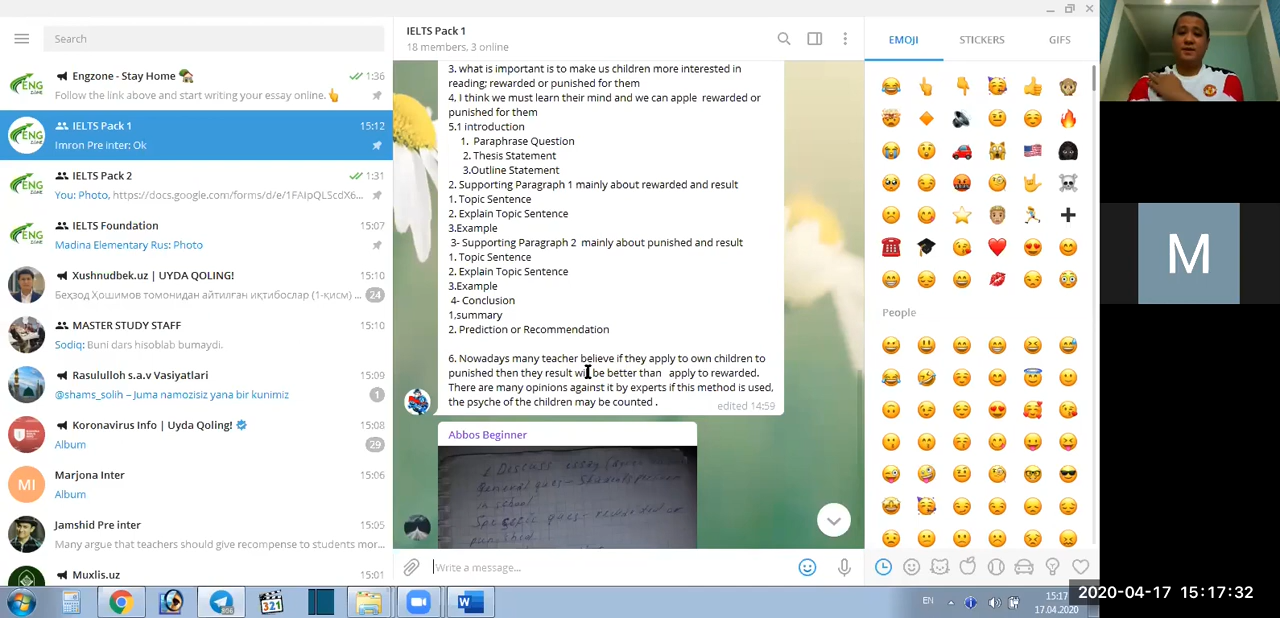 Search
Engzone - Stay Home
1:36
Follow the link above and start writing your essay online.
IELTS Pack 1
15:12
Imron Pre inter: Ok
IELTS Pack 2
1:31
You: Photo, https://docs.google.com/forms/d/e/1FAIpQLScdX6...
IELTS Foundation
15:07
Madina Elementary Rus: Photo
Xushnudbek.uz | UYDA QOLING!
15:10
Беҳзод Ҳошимов томонидан айтилган иқтибослар (1-қисм) ...
24
MASTER STUDY STAFF
15:10
Sodiq: Buni dars hisoblab bumaydi.
Rasululloh s.a.v Vasiyatlari
15:09
@shams_solih – Juma namozisiz yana bir kunimiz
1
Koronavirus Info | Uyda Qoling!
15:08
Album
29
MI
Marjona Inter
15:06
Album
Jamshid Pre inter
15:05
Many argue that teachers should give recompense to students mor...
Muxlis.uz
15:01
IELTS Pack 1
18 members, 3 online
3. what is important is to make us children more interested in
reading; rewarded or punished for them
4. I think we must learn their mind and we can apple rewarded or
punished for them
5.1 introduction
1. Paraphrase Question
2. Thesis Statement
3.Outline Statement
2. Supporting Paragraph 1 mainly about rewarded and result
1. Topic Sentence
2. Explain Topic Sentence
3.Example
3- Supporting Paragraph 2 mainly about punished and result
1. Topic Sentence
2. Explain Topic Sentence
3.Example
4- Conclusion
1,summary
2. Prediction or Recommendation
6. Nowadays many teacher believe if they apply to own children to
punished then they result will be better than apply to rewarded.
There are many opinions against it by experts if this method is used,
the psyche of the children may be counted .
edited 14:59
Abbos Beginner
Write a message...
EMOJI
STICKERS
GIFS
People
M
EN
15:17
17.04.2020
2020-04-17 15:17:32